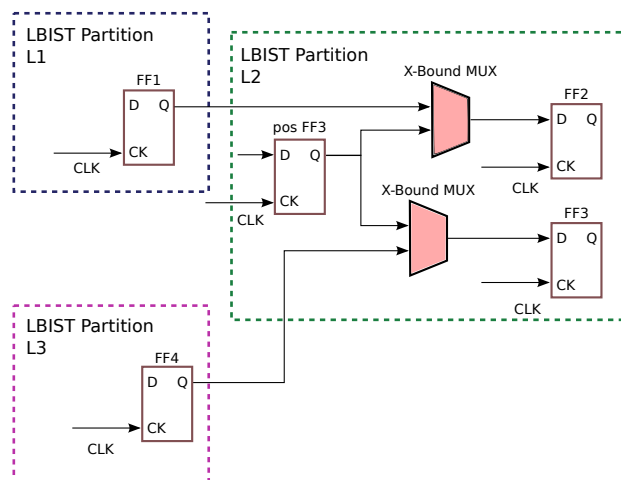 LBIST Partition
L1
FF1
D Q
CK
CLK
LBIST Partition
L2
X-Bound MUX
FF2
D Q
CK
CLK
pos FF3
D Q
CK
CLK
X-Bound MUX
FF3
D Q
CK
CLK
LBIST Partition
L3
FF4
D Q
CK
CLK